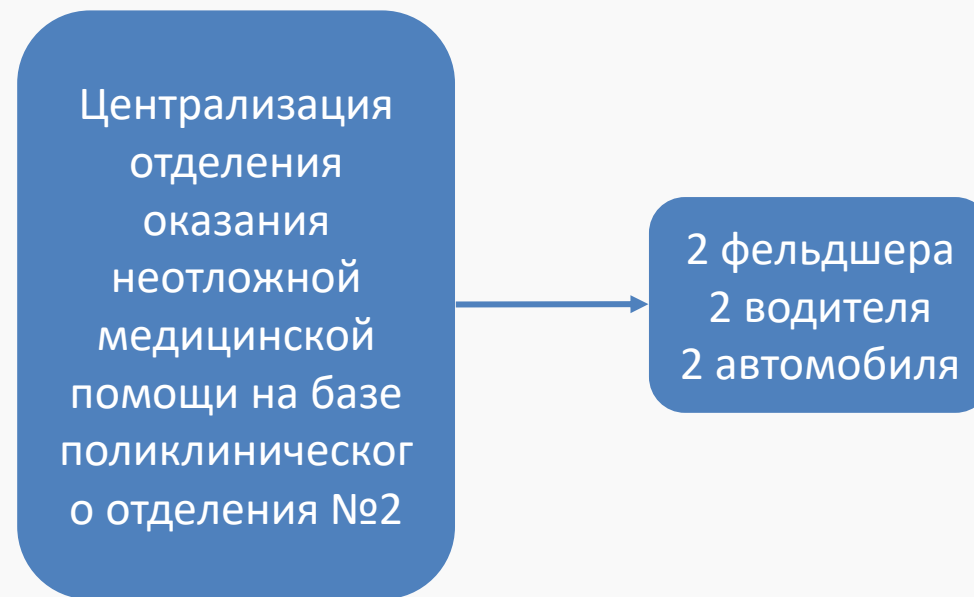 Централизация
отделения
оказания
неотложной
медицинской
помощи на базе
поликлиническог
о отделения №2
2 фельдшера
2 водителя
2 автомобиля